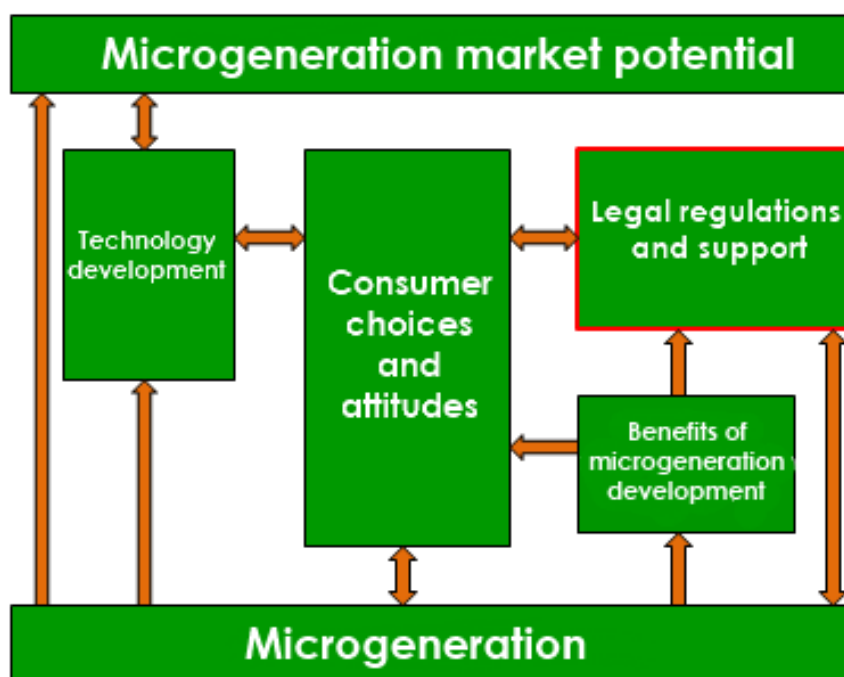 Microgeneration market potential
Technology
development
Consumer
choices
and
attitudes
Legal regulations
and support
Benefits of
microgeneration
development
Microgeneration